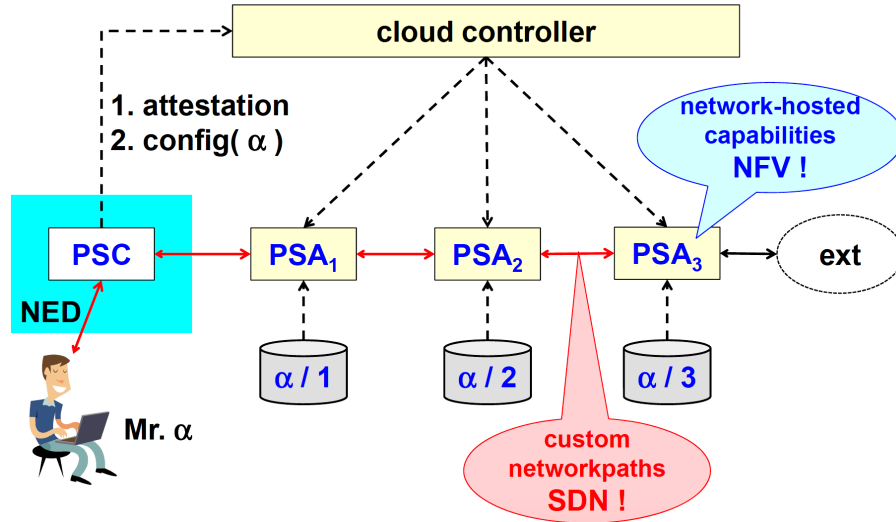 cloud controller
1. attestation
2. config( α )
network-hosted
capabilities
NFV !
PSC
PSA₁
PSA₂
PSA₃
ext
NED
α / 1
α / 2
α / 3
Mr. α
custom
networkpaths
SDN !